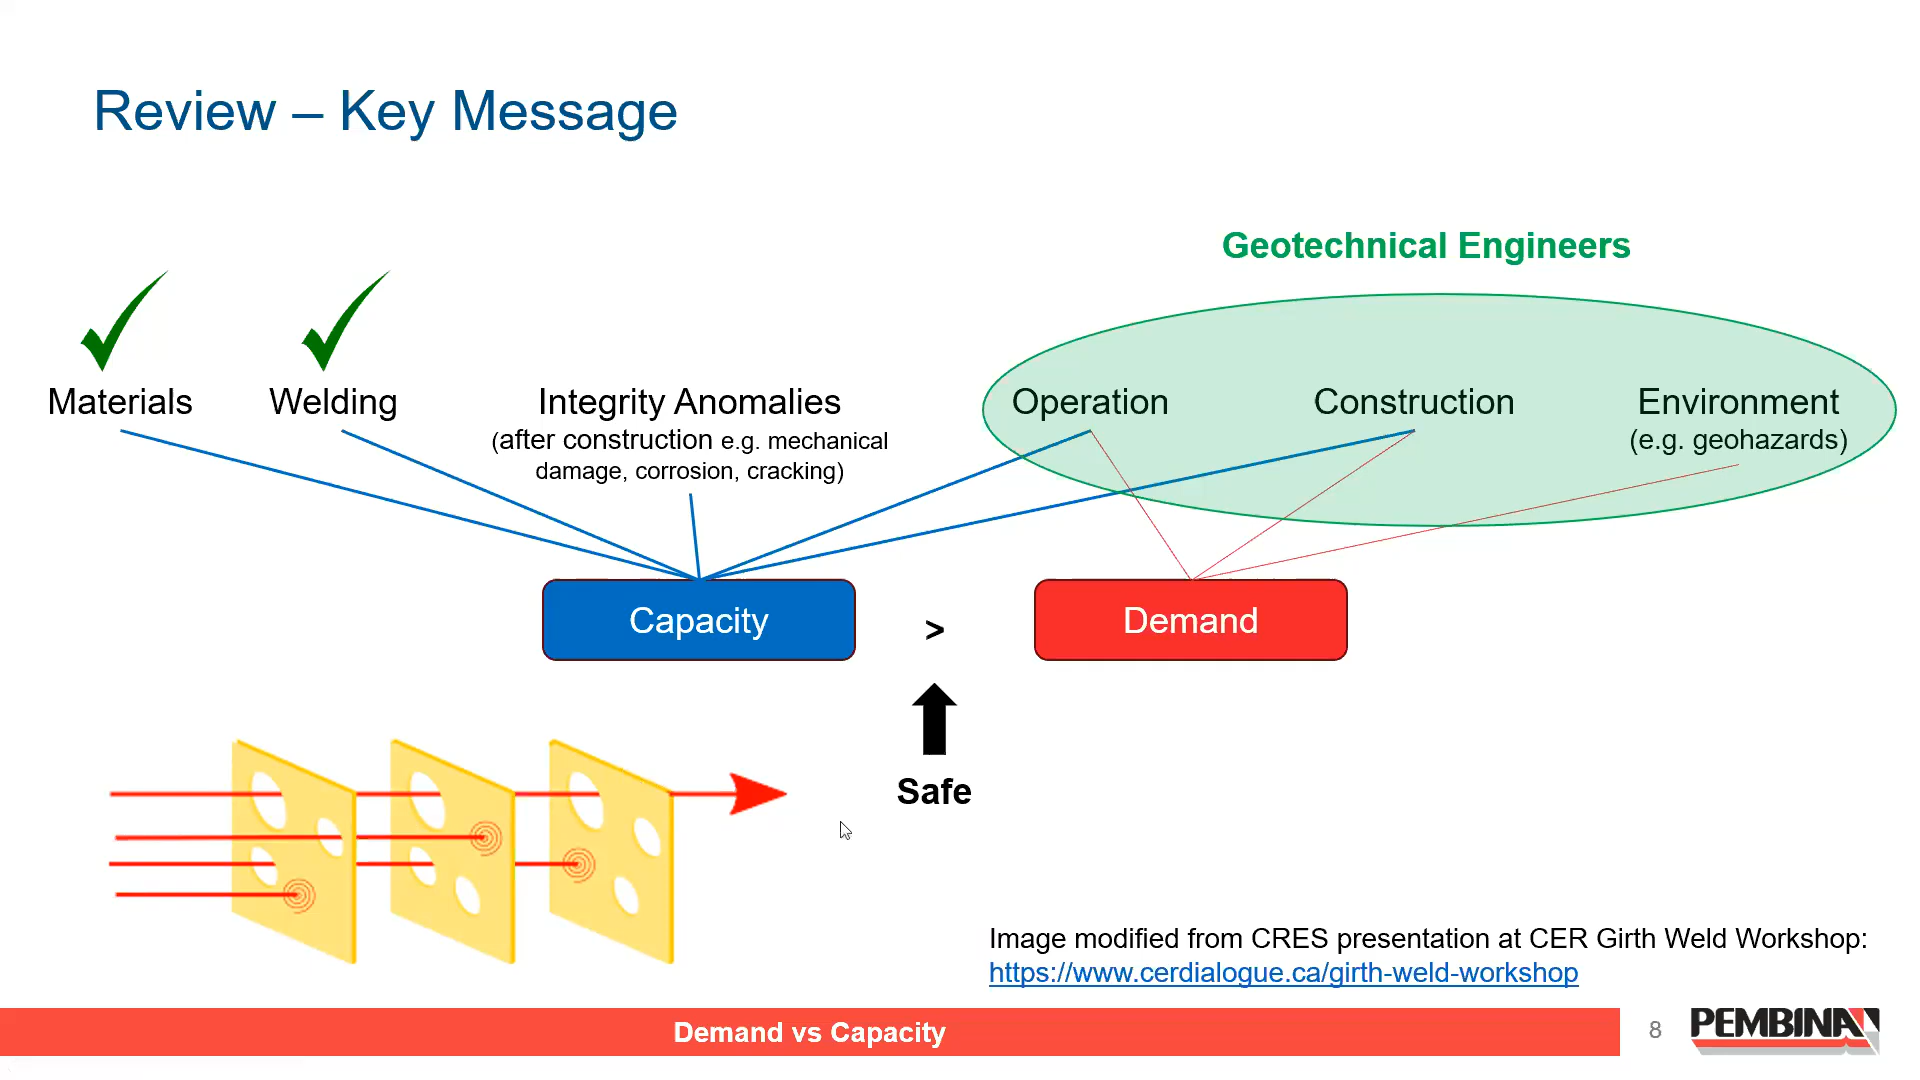 Review – Key Message
Geotechnical Engineers
Materials
Welding
Integrity Anomalies
(after construction e.g. mechanical
damage, corrosion, cracking)
Operation
Construction
Environment
(e.g. geohazards)
Capacity
>
Demand
Safe
Image modified from CRES presentation at CER Girth Weld Workshop:
https://www.cerdialogue.ca/girth-weld-workshop
Demand vs Capacity
8
PEMBINA